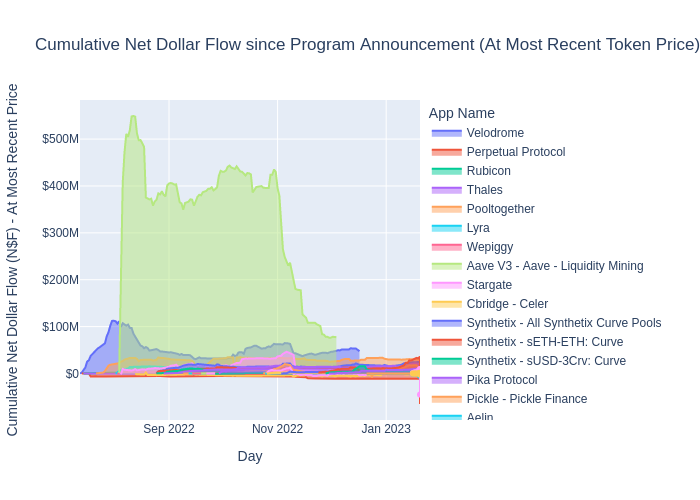 Cumulative Net Dollar Flow since Program Announcement (At Most Recent Token Price)
Cumulative Net Dollar Flow (N$F) - At Most Recent Price
$500M
$400M
$300M
$200M
$100M
$0
Sep 2022
Nov 2022
Jan 2023
Day
App Name
Velodrome
Perpetual Protocol
Rubicon
Thales
Pooltogether
Lyra
Wepiggy
Aave V3 - Aave - Liquidity Mining
Stargate
Cbridge - Celer
Synthetix - All Synthetix Curve Pools
Synthetix - sETH-ETH: Curve
Synthetix - sUSD-3Crv: Curve
Pika Protocol
Pickle - Pickle Finance
Aelin